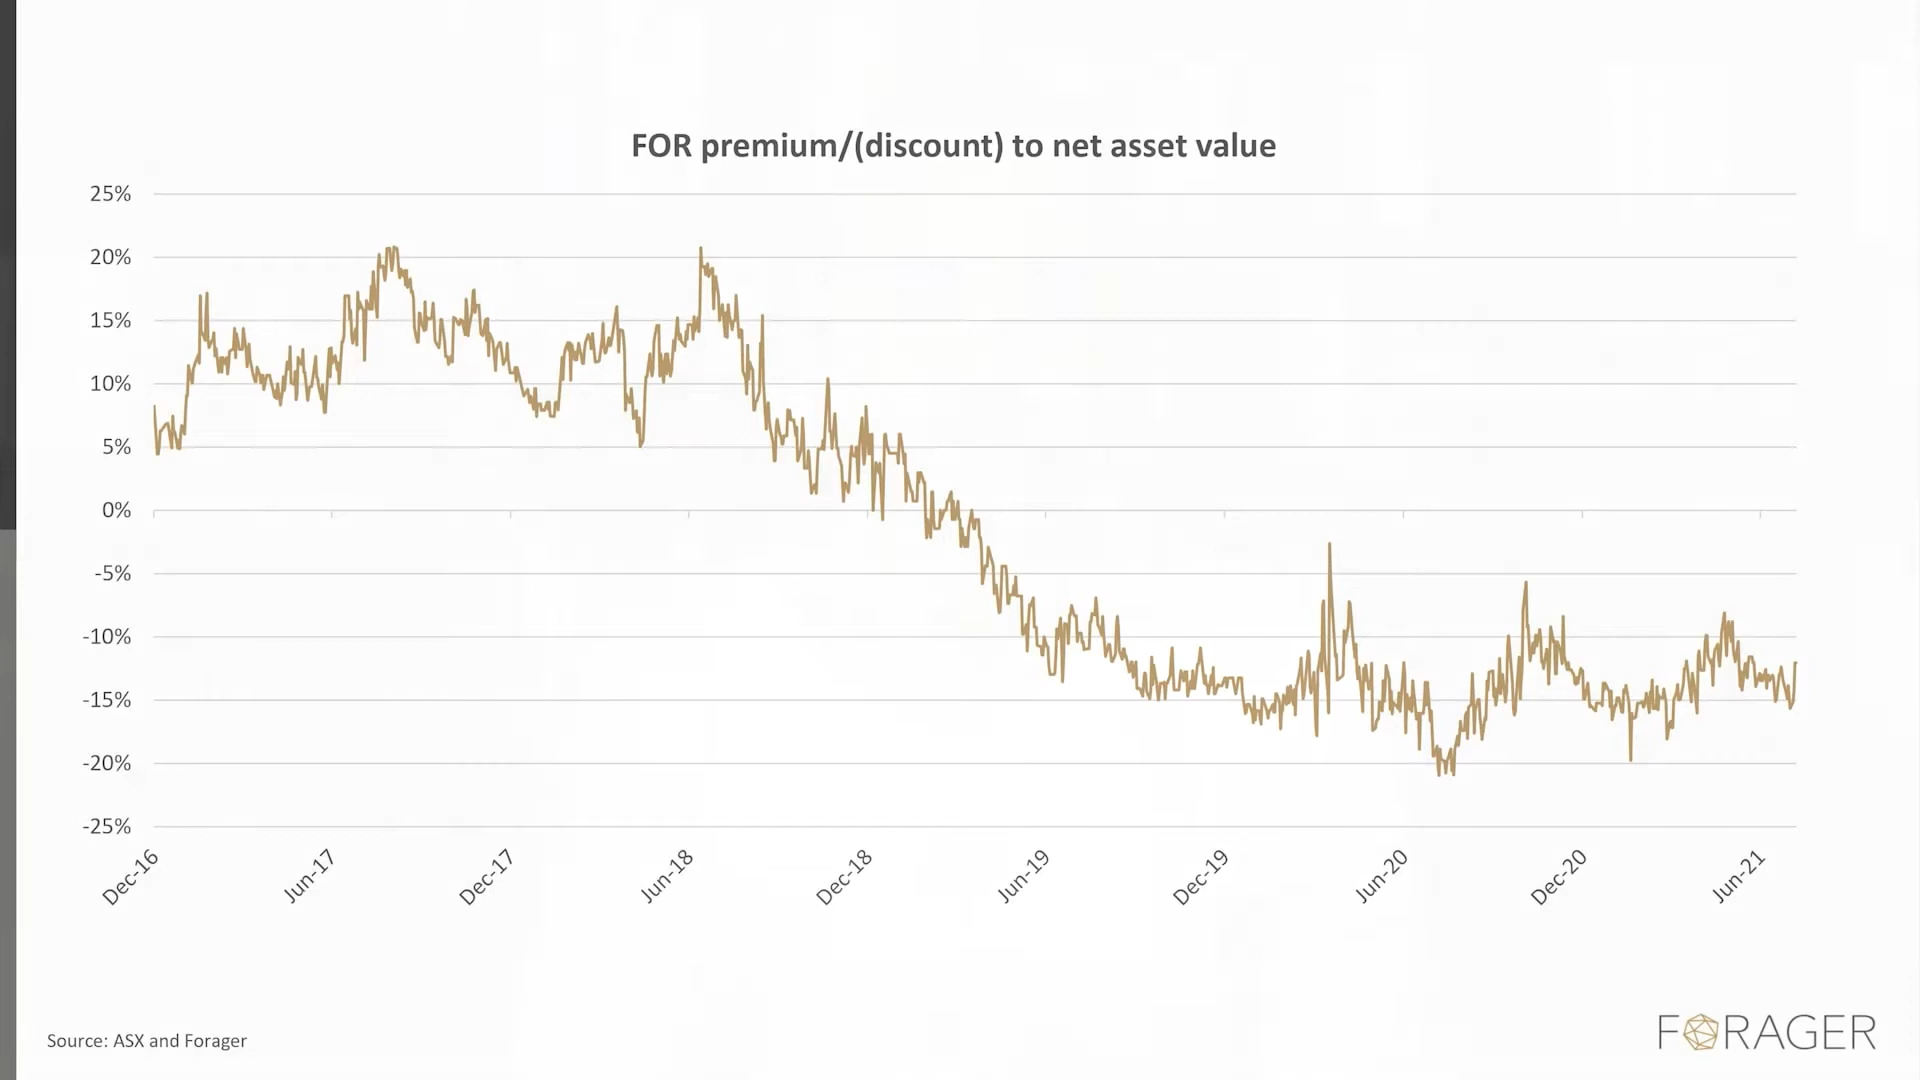 FOR premium/(discount) to net asset value
25%
20%
15%
10%
5%
0%
-5%
-10%
-15%
-20%
-25%
Dec-16
Jun-17
Dec-17
Jun-18
Dec-18
Jun-19
Dec-19
Jun-20
Dec-20
Jun-21
Source: ASX and Forager
FORAGER